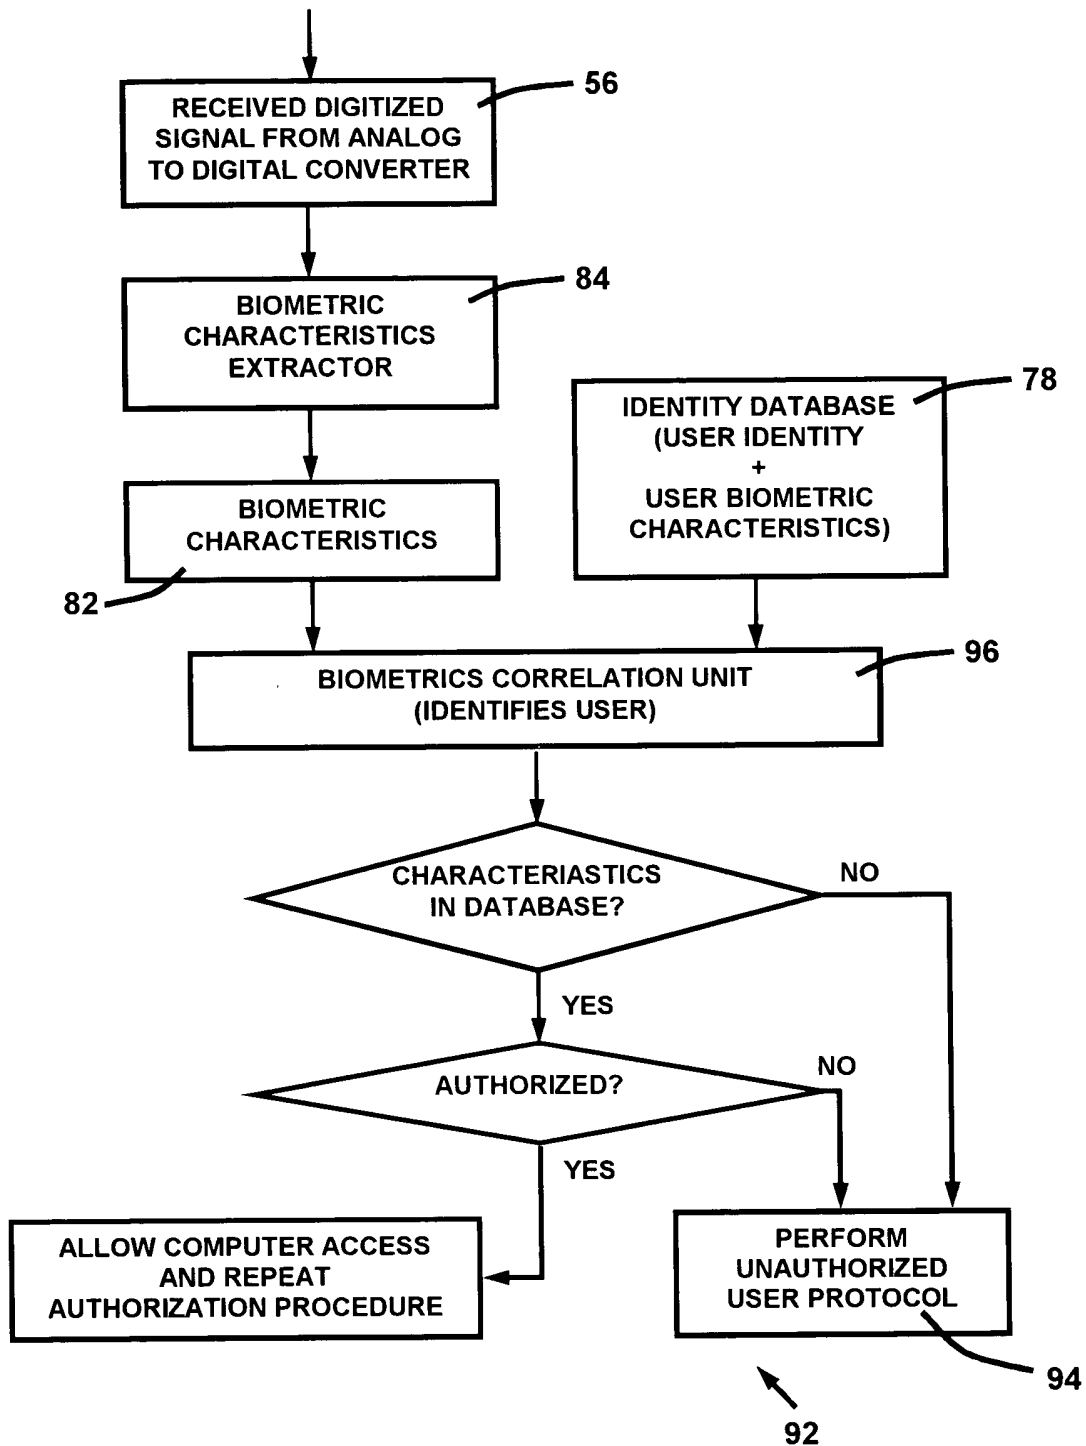 56
RECEIVED DIGITIZED
SIGNAL FROM ANALOG
TO DIGITAL CONVERTER
84
BIOMETRIC
CHARACTERISTICS
EXTRACTOR
78
IDENTITY DATABASE
(USER IDENTITY
+
USER BIOMETRIC
CHARACTERISTICS)
BIOMETRIC
CHARACTERISTICS
82
96
BIOMETRICS CORRELATION UNIT
(IDENTIFIES USER)
CHARACTERIASTICS
IN DATABASE?
NO
YES
AUTHORIZED?
NO
YES
ALLOW COMPUTER ACCESS
AND REPEAT
AUTHORIZATION PROCEDURE
PERFORM
UNAUTHORIZED
USER PROTOCOL
94
92